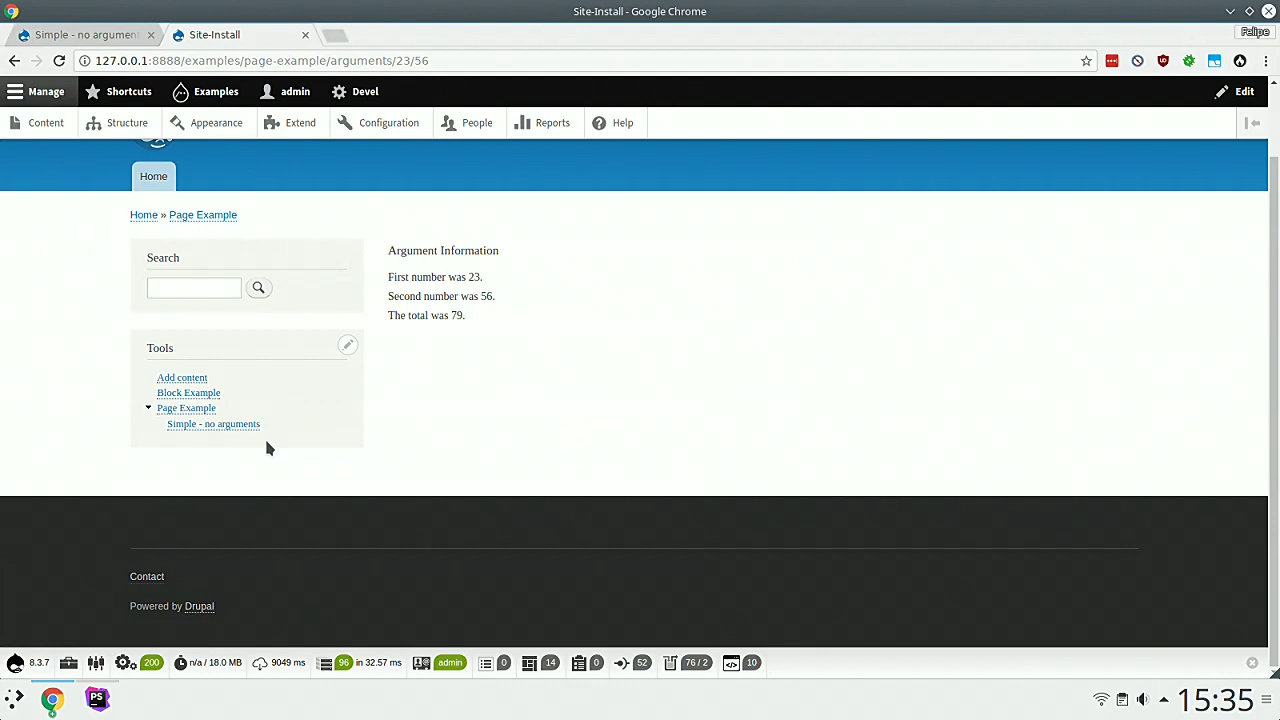 Site-Install - Google Chrome
Simple - no argumen
Site-Install
Felipe
127.0.0.1:8888/examples/page-example/arguments/23/56
Manage
Shortcuts
Examples
admin
Devel
Edit
Content
Structure
Appearance
Extend
Configuration
People
Reports
Help
Home
Home » Page Example
Search
Argument Information
First number was 23.
Second number was 56.
The total was 79.
Tools
Add content
Block Example
Page Example
Simple - no arguments
Contact
Powered by Drupal
8.3.7
200
n/a / 18.0 MB
9049 ms
96 in 32.57 ms
admin
0
14
0
52
76 / 2
10
PS
15:35